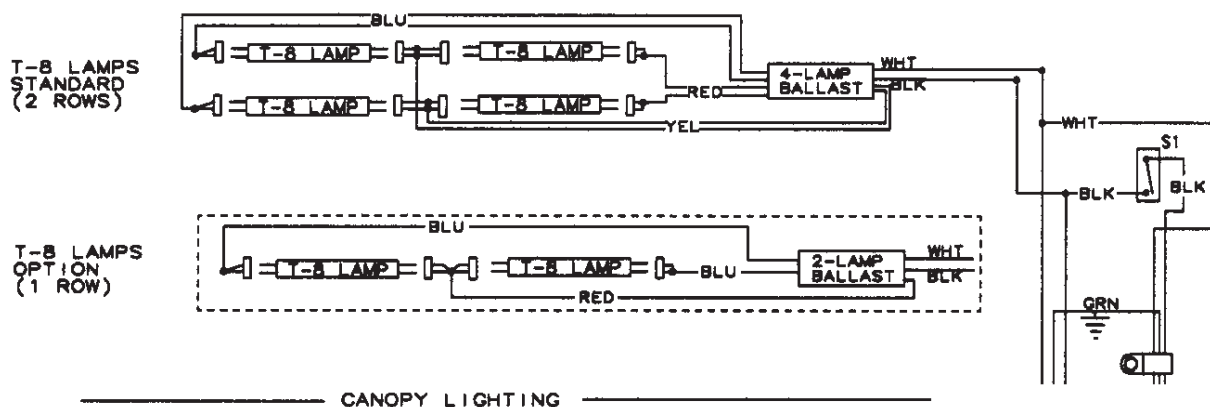 BLU
T-8 LAMPS
STANDARD
(2 ROWS)
T-8 LAMP
T-8 LAMP
T-8 LAMP
T-8 LAMP
RED
YEL
4-LAMP
BALLAST
WHT
BLK
WHT
S1
BLK
BLK
T-8 LAMPS
OPTION
(1 ROW)
BLU
T-8 LAMP
T-8 LAMP
BLU
RED
2-LAMP
BALLAST
WHT
BLK
GRN
CANOPY LIGHTING